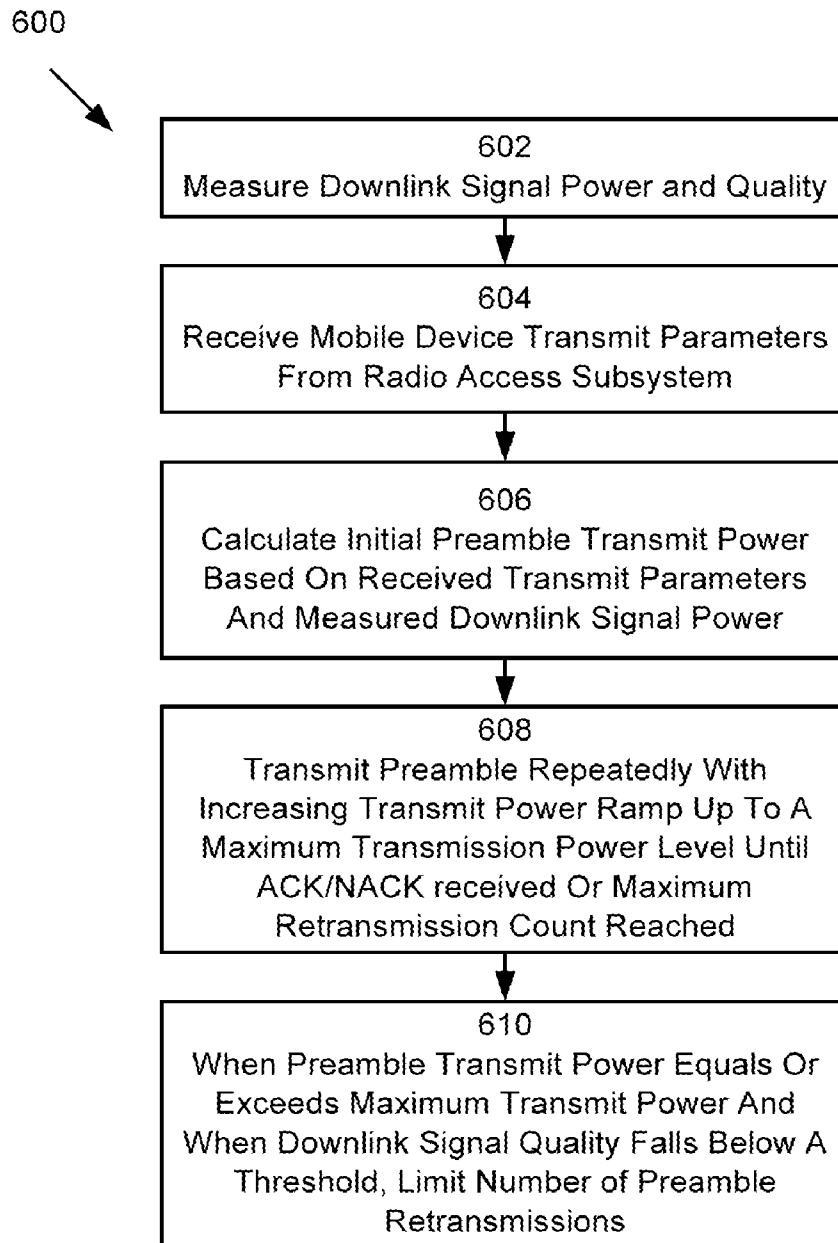 600
602
Measure Downlink Signal Power and Quality
604
Receive Mobile Device Transmit Parameters
From Radio Access Subsystem
606
Calculate Initial Preamble Transmit Power
Based On Received Transmit Parameters
And Measured Downlink Signal Power
608
Transmit Preamble Repeatedly With
Increasing Transmit Power Ramp Up To A
Maximum Transmission Power Level Until
ACK/NACK received Or Maximum
Retransmission Count Reached
610
When Preamble Transmit Power Equals Or
Exceeds Maximum Transmit Power And
When Downlink Signal Quality Falls Below A
Threshold, Limit Number of Preamble
Retransmissions